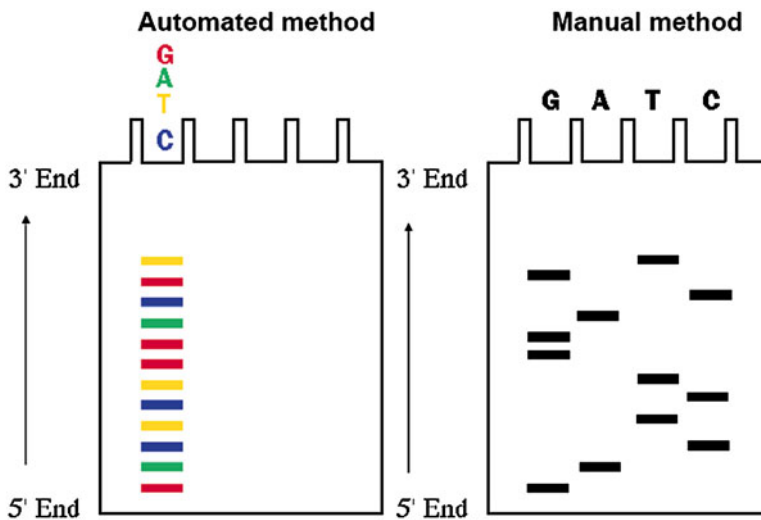 Automated method
G
A
T
C
3' End
5' End
Manual method
G A T C
3' End
5' End